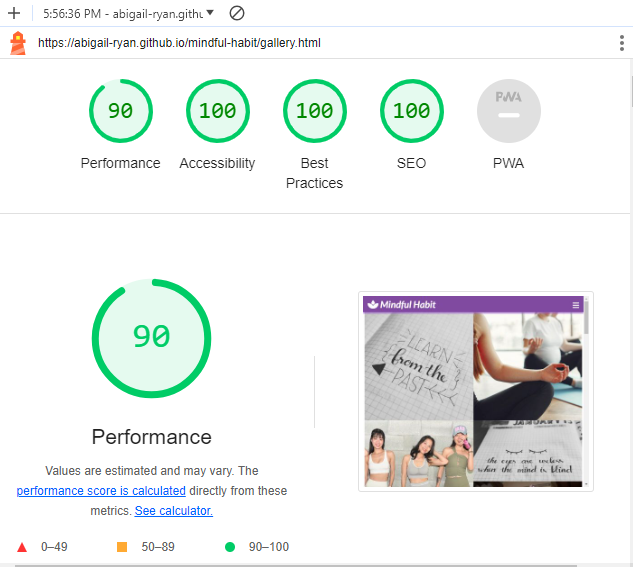 5:56:36 PM - abigail-ryan.githu
https://abigail-ryan.github.io/mindful-habit/gallery.html
90 100 100 100 PWA
Performance Accessibility Best Practices SEO PWA
90
Performance
Values are estimated and may vary. The
performance score is calculated directly from these
metrics. See calculator.
0–49 50–89 90–100
Mindful Habit
LEARN
from the
PAST
the eyes are useless
when the mind is blind